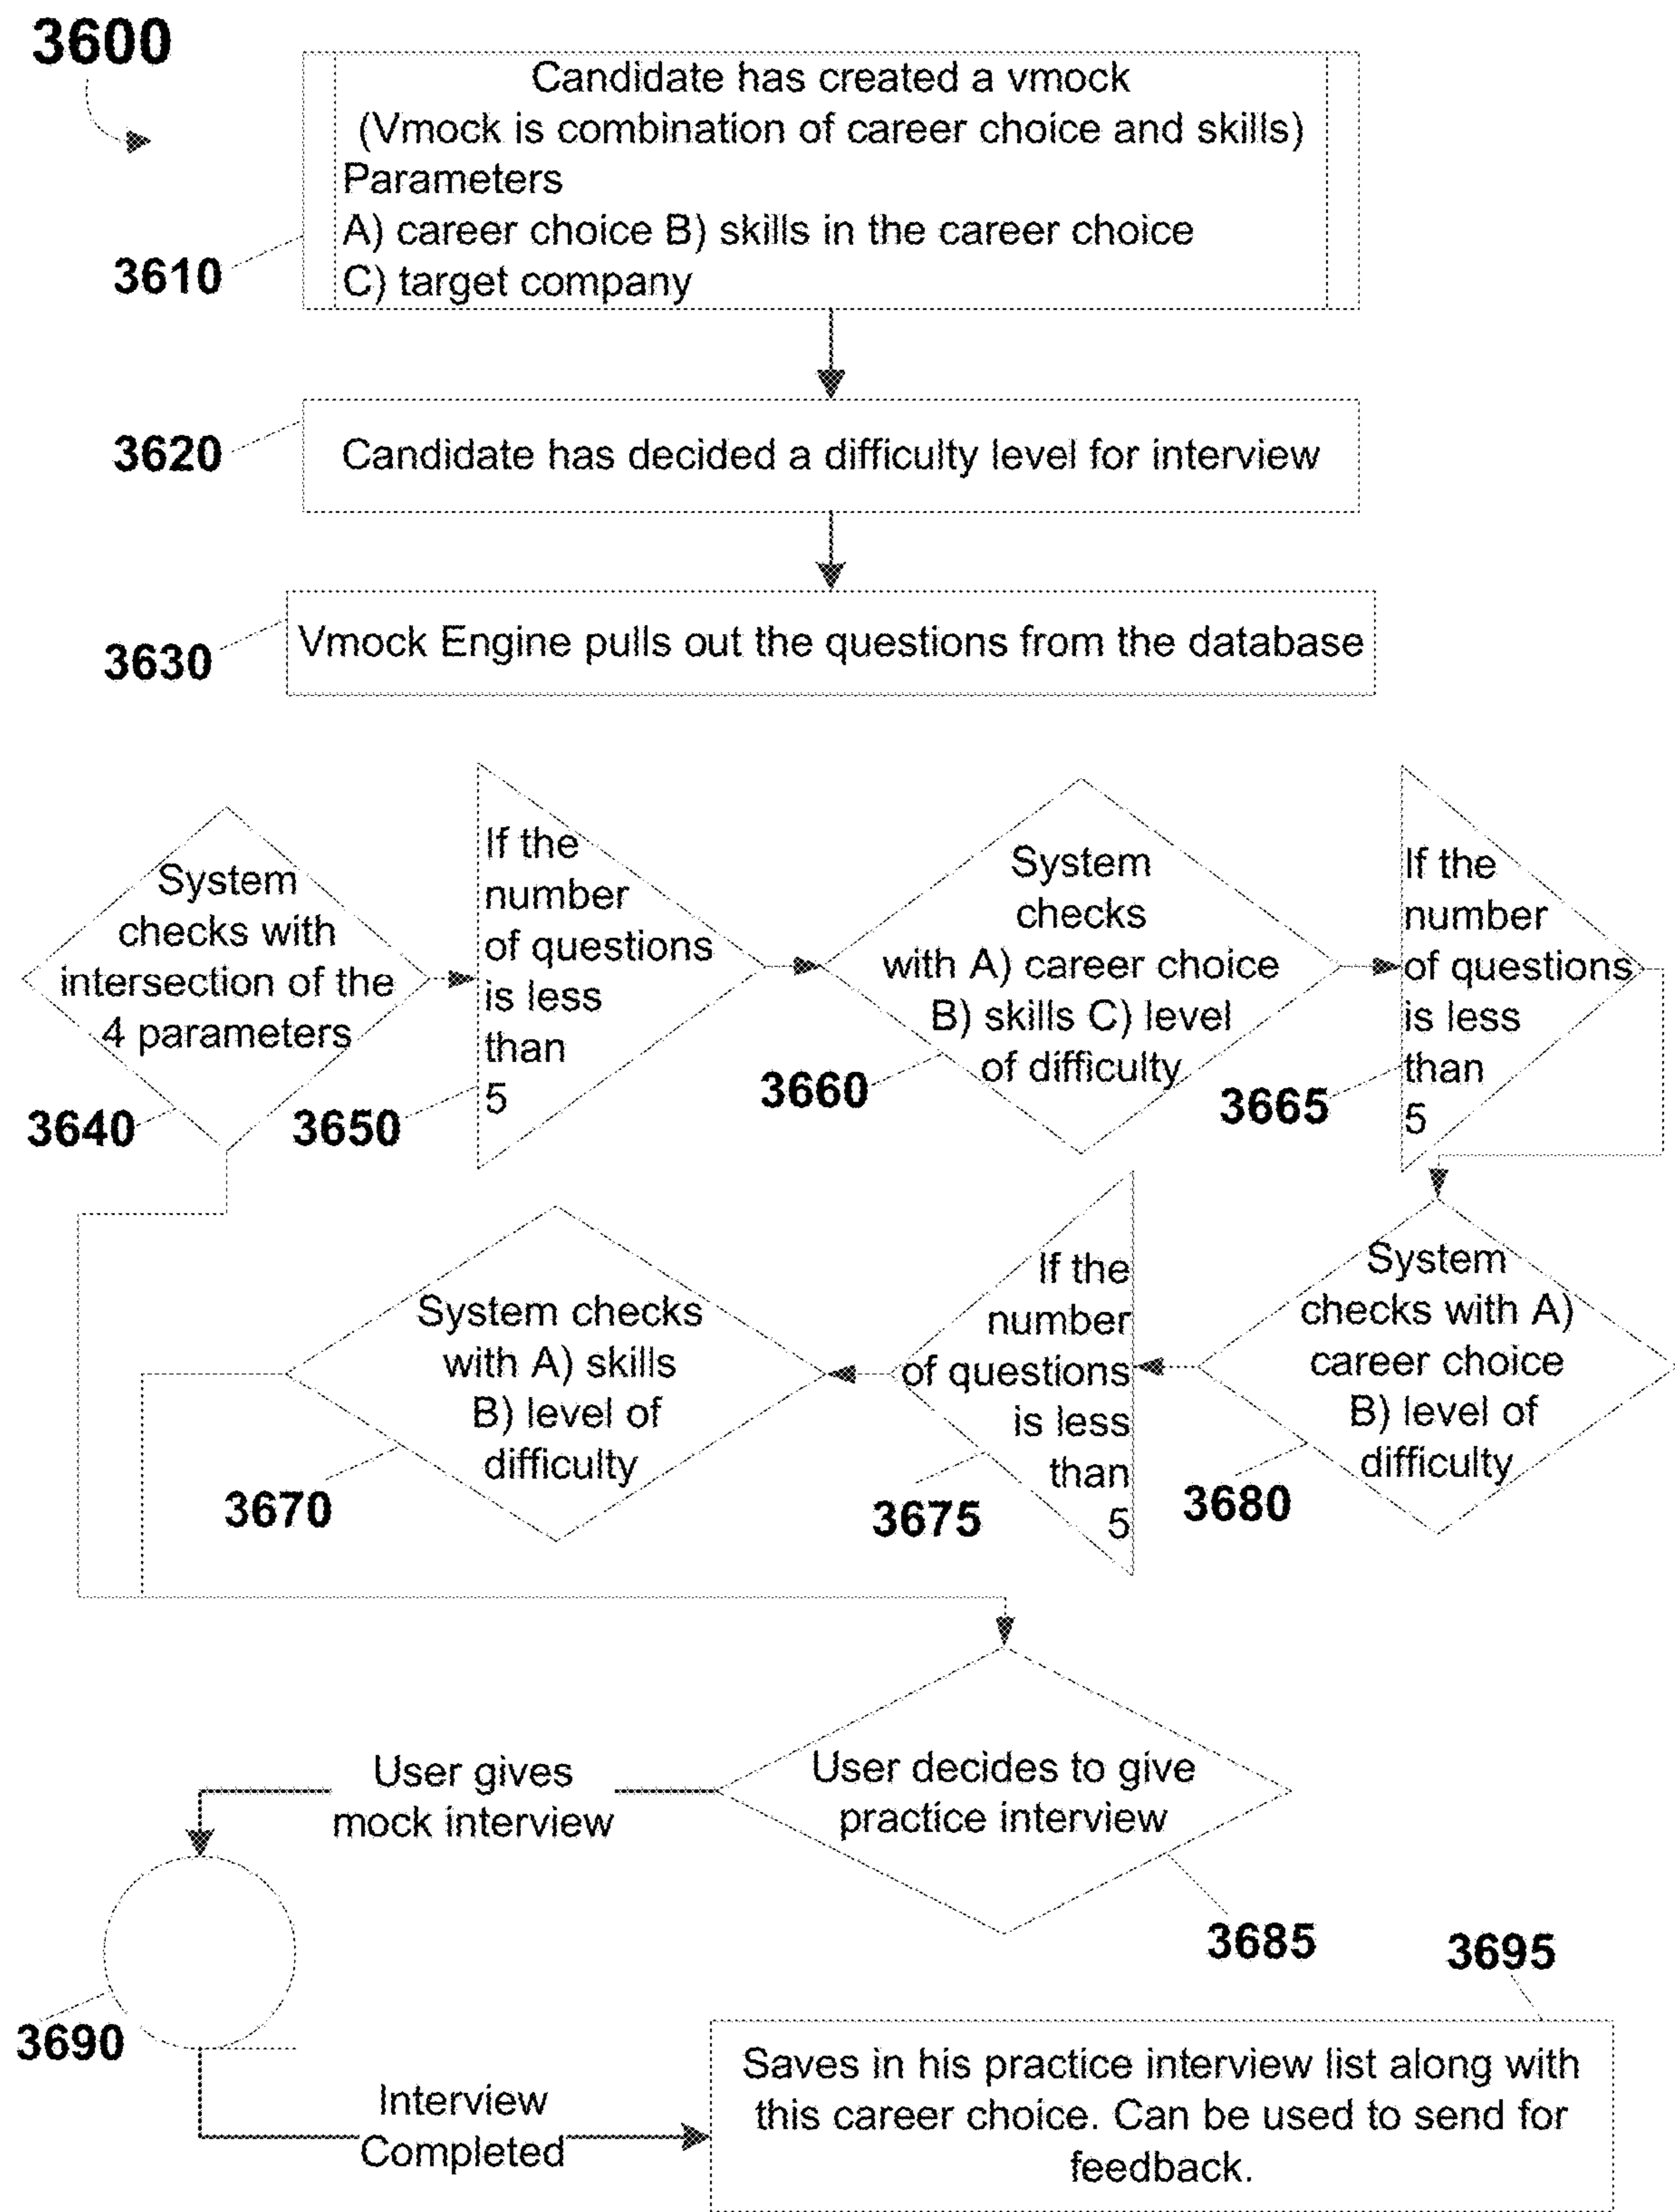 3600
Candidate has created a vmock
(Vmock is combination of career choice and skills)
Parameters
A) career choice B) skills in the career choice
C) target company
3610
Candidate has decided a difficulty level for interview
3620
Vmock Engine pulls out the questions from the database
3630
System
checks with
intersection of the
4 parameters
3640
If the
number
of questions
is less
than
5
3650
System
checks
with A) career choice
B) skills C) level
of difficulty
3660
If the
number
of questions
is less
than
5
3665
System
checks with A)
career choice
B) level of
difficulty
3680
If the
number
of questions
is less
than
5
3675
System checks
with A) skills
B) level of
difficulty
3670
User decides to give
practice interview
3685
User gives
mock interview
3690
Interview
Completed
3695
Saves in his practice interview list along with
this career choice. Can be used to send for
feedback.